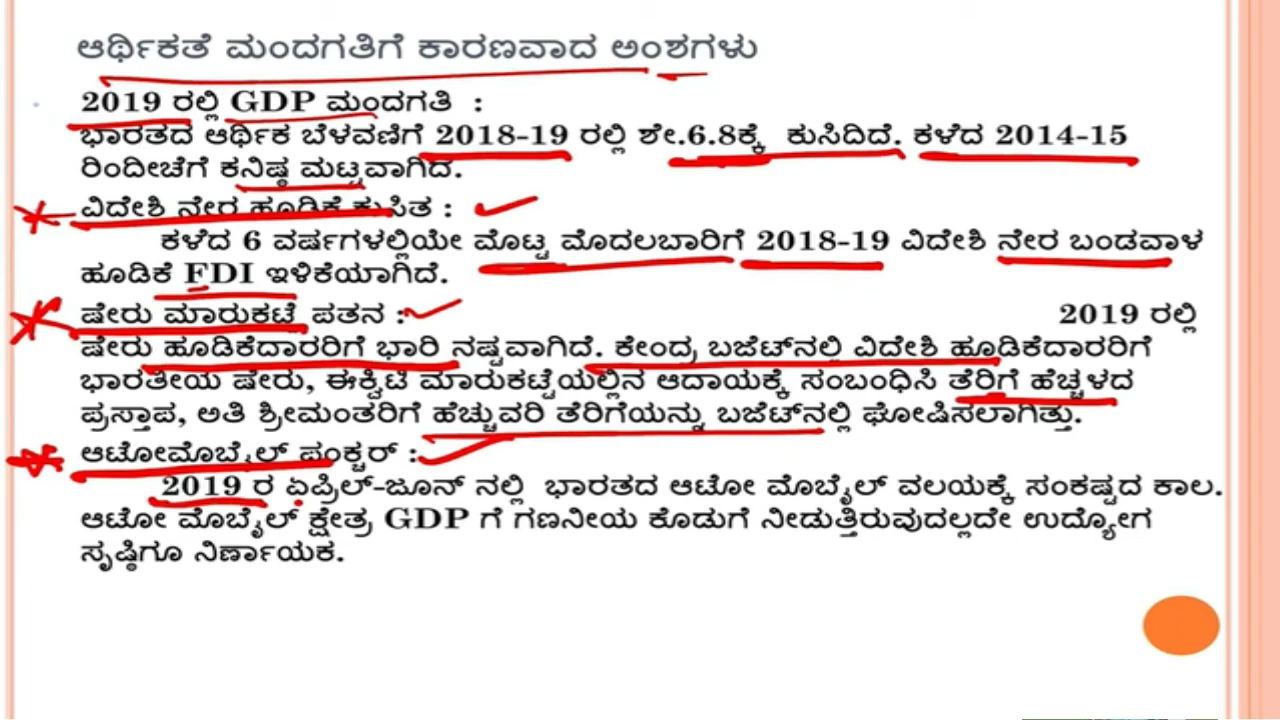 ಆರ್ಥಿಕತೆ ಮಂದಗತಿಗೆ ಕಾರಣವಾದ ಅಂಶಗಳು
2019 ರಲ್ಲಿ GDP ಮಂದಗತಿ :
ಭಾರತದ ಆರ್ಥಿಕ ಬೆಳವಣಿಗೆ 2018-19 ರಲ್ಲಿ ಶೇ.6.8ಕ್ಕೆ ಕುಸಿದಿದೆ. ಕಳೆದ 2014-15
ರಿಂದೀಚೆಗೆ ಕನಿಷ್ಠ ಮಟ್ಟವಾಗಿದೆ.
ವಿದೇಶಿ ನೇರ ಹೂಡಿಕೆ ಕುಸಿತ :
ಕಳೆದ 6 ವರ್ಷಗಳಲ್ಲಿಯೇ ಮೊಟ್ಟ ಮೊದಲಬಾರಿಗೆ 2018-19 ವಿದೇಶಿ ನೇರ ಬಂಡವಾಳ
ಹೂಡಿಕೆ FDI ಇಳಿಕೆಯಾಗಿದೆ.
ಷೇರು ಮಾರುಕಟೆ ಪತನ : 2019 ರಲ್ಲಿ
ಷೇರು ಹೂಡಿಕೆದಾರರಿಗೆ ಭಾರಿ ನಷ್ಟವಾಗಿದೆ. ಕೇಂದ್ರ ಬಜೆಟ್‌ನಲ್ಲಿ ವಿದೇಶಿ ಹೂಡಿಕೆದಾರರಿಗೆ
ಭಾರತೀಯ ಷೇರು, ಈಕ್ವಿಟಿ ಮಾರುಕಟ್ಟೆಯಲ್ಲಿನ ಆದಾಯಕ್ಕೆ ಸಂಬಂಧಿಸಿ ತೆರಿಗೆ ಹೆಚ್ಚಳದ
ಪ್ರಸ್ತಾಪ, ಅತಿ ಶ್ರೀಮಂತರಿಗೆ ಹೆಚ್ಚುವರಿ ತೆರಿಗೆಯನ್ನು ಬಜೆಟ್‌ನಲ್ಲಿ ಘೋಷಿಸಲಾಗಿತ್ತು.
ಆಟೋಮೊಬೈಲ್ ಪಂಕ್ಚರ್ :
2019 ರ ಏಪ್ರಿಲ್-ಜೂನ್ ನಲ್ಲಿ ಭಾರತದ ಆಟೋ ಮೊಬೈಲ್ ವಲಯಕ್ಕೆ ಸಂಕಷ್ಟದ ಕಾಲ.
ಆಟೋ ಮೊಬೈಲ್ ಕ್ಷೇತ್ರ GDP ಗೆ ಗಣನೀಯ ಕೊಡುಗೆ ನೀಡುತ್ತಿರುವುದಲ್ಲದೇ ಉದ್ಯೋಗ
ಸೃಷ್ಠಿಗೂ ನಿರ್ಣಾಯಕ.